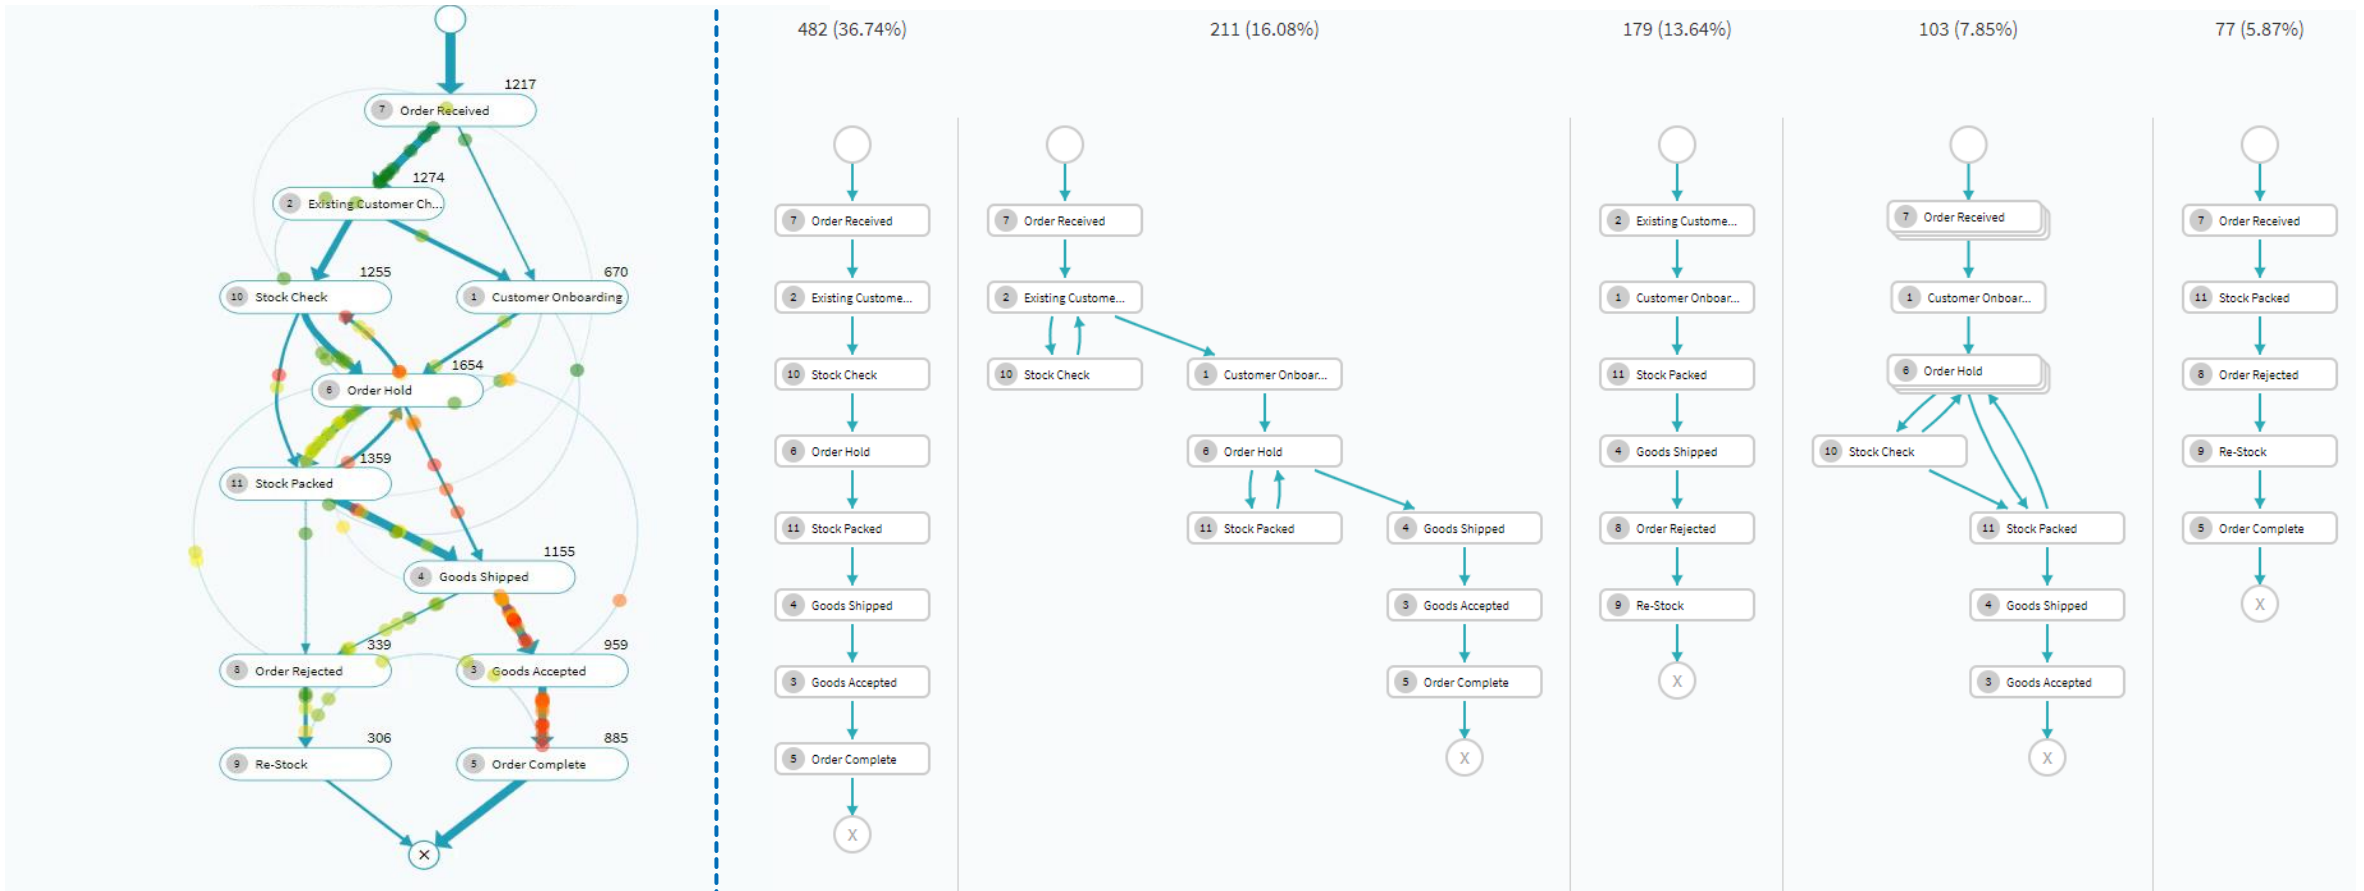 1217
7 Order Received
1274
2 Existing Customer Ch...
1255
10 Stock Check
670
1 Customer Onboarding
1654
6 Order Hold
1359
11 Stock Packed
1155
4 Goods Shipped
339
8 Order Rejected
959
3 Goods Accepted
306
9 Re-Stock
885
5 Order Complete
X
482 (36.74%)
7 Order Received
2 Existing Custome...
10 Stock Check
6 Order Hold
11 Stock Packed
4 Goods Shipped
3 Goods Accepted
5 Order Complete
X
211 (16.08%)
7 Order Received
2 Existing Custome...
10 Stock Check
1 Customer Onboar...
6 Order Hold
11 Stock Packed
4 Goods Shipped
3 Goods Accepted
5 Order Complete
X
179 (13.64%)
2 Existing Custome...
1 Customer Onboar...
11 Stock Packed
4 Goods Shipped
8 Order Rejected
9 Re-Stock
X
103 (7.85%)
7 Order Received
1 Customer Onboar...
6 Order Hold
10 Stock Check
11 Stock Packed
4 Goods Shipped
3 Goods Accepted
X
77 (5.87%)
7 Order Received
11 Stock Packed
8 Order Rejected
9 Re-Stock
5 Order Complete
X